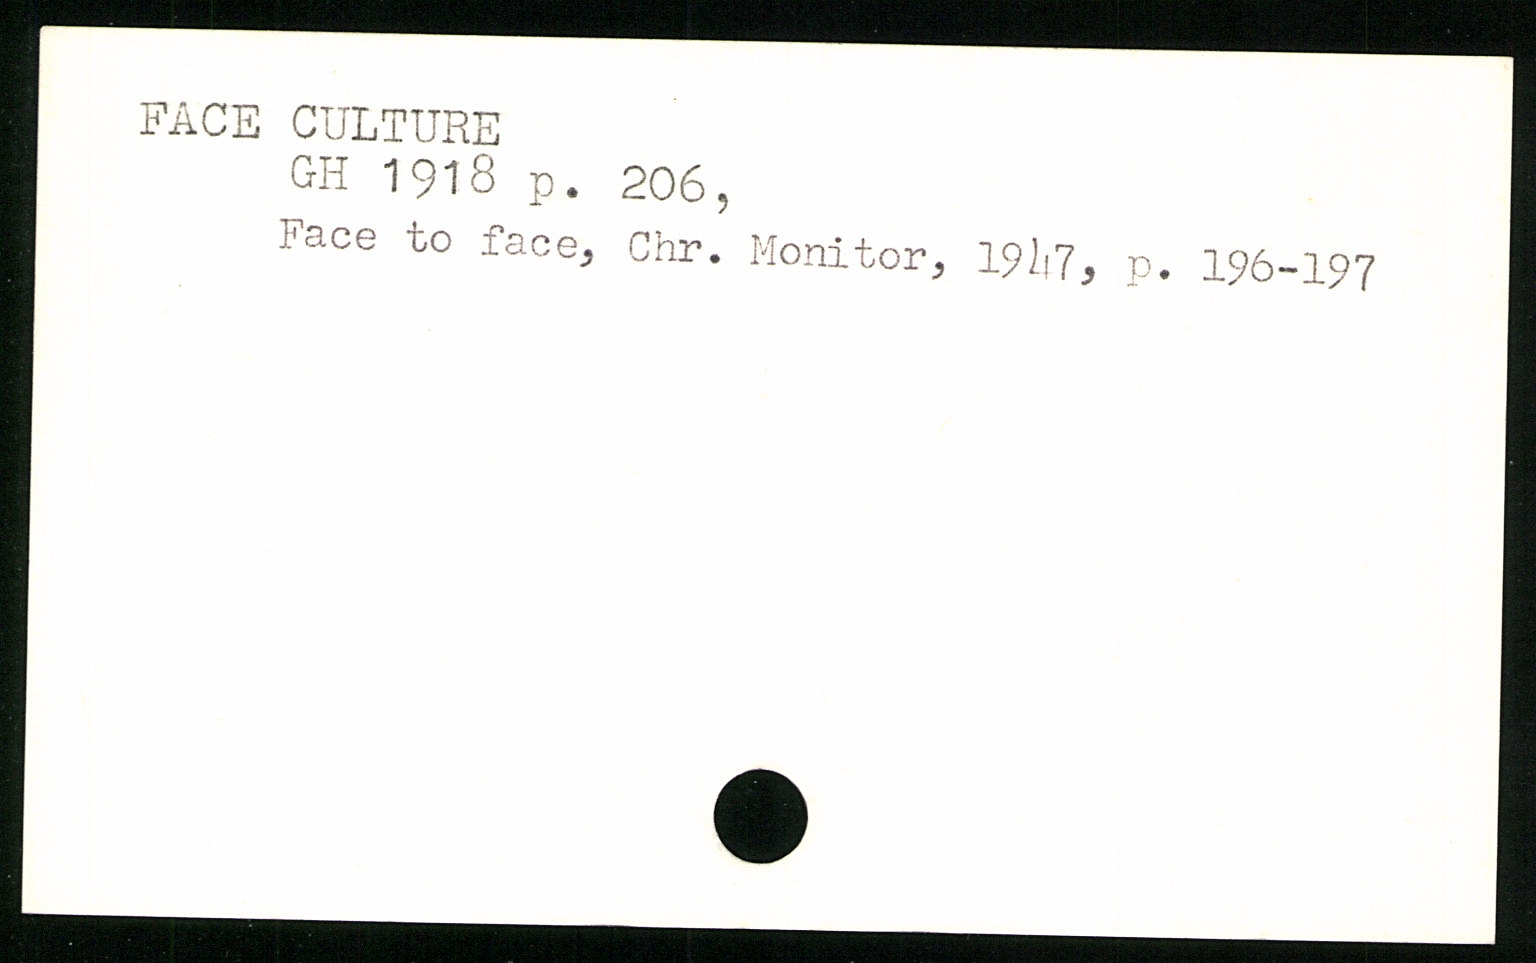 FACE CULTURE
GH 1918 p. 206,
Face to face, Chr. Monitor, 1947, p. 196-197